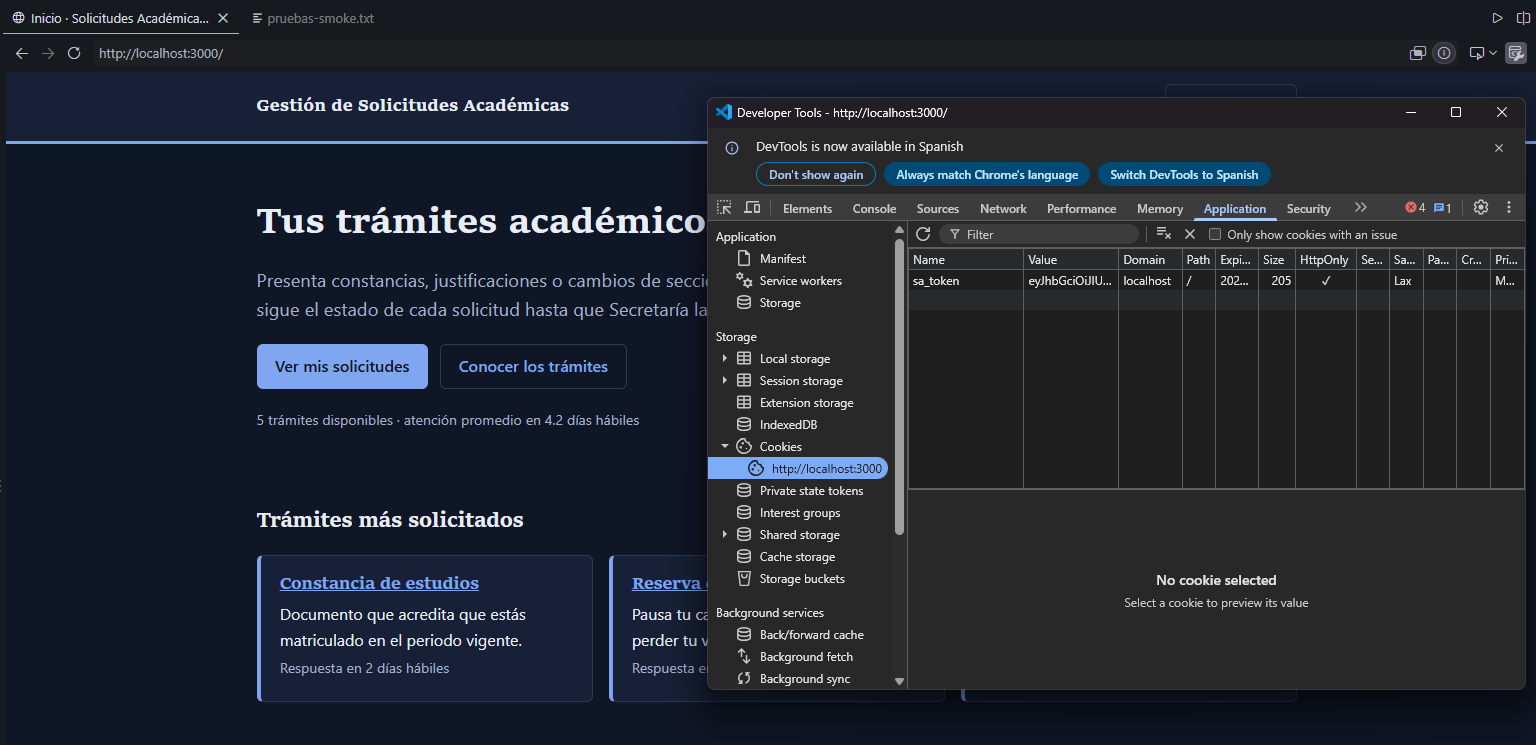 Inicio · Solicitudes Académica...
pruebas-smoke.txt
http://localhost:3000/
Gestión de Solicitudes Académicas
Tus trámites académico
Presenta constancias, justificaciones o cambios de secci
sigue el estado de cada solicitud hasta que Secretaría la
Ver mis solicitudes
Conocer los trámites
5 trámites disponibles · atención promedio en 4.2 días hábiles
Trámites más solicitados
Constancia de estudios
Documento que acredita que estás
matriculado en el periodo vigente.
Respuesta en 2 días hábiles
Reserva
Pausa tu ca
perder tu v
Respuesta e
Developer Tools - http://localhost:3000/
DevTools is now available in Spanish
Don't show again
Always match Chrome's language
Switch DevTools to Spanish
Elements Console Sources Network Performance Memory Application Security
4 1
Application
Manifest
Service workers
Storage
Storage
Local storage
Session storage
Extension storage
IndexedDB
Cookies
http://localhost:3000
Private state tokens
Interest groups
Shared storage
Cache storage
Storage buckets
Background services
Back/forward cache
Background fetch
Background sync
Filter
Only show cookies with an issue
Name Value Domain Path Expi... Size HttpOnly Se... Sa... Pa... Cr... Pri...
sa_token eyJhbGciOiJIU... localhost / 202... 205 ✓ Lax M...
No cookie selected
Select a cookie to preview its value